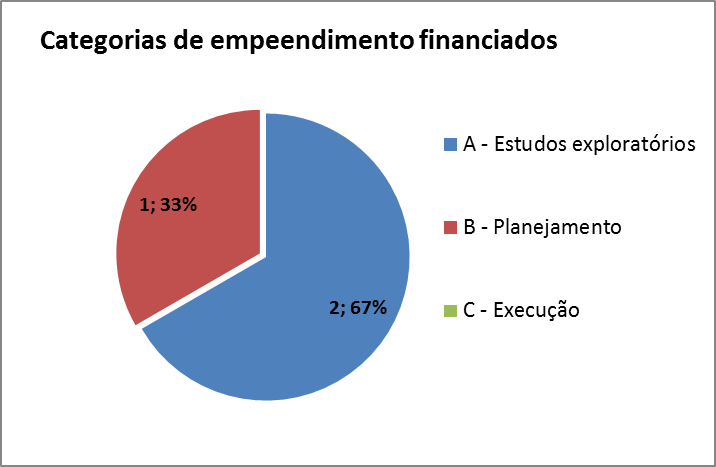 Categorias de empeendimento financiados
1; 33%
2; 67%
A - Estudos exploratórios
B - Planejamento
C - Execução